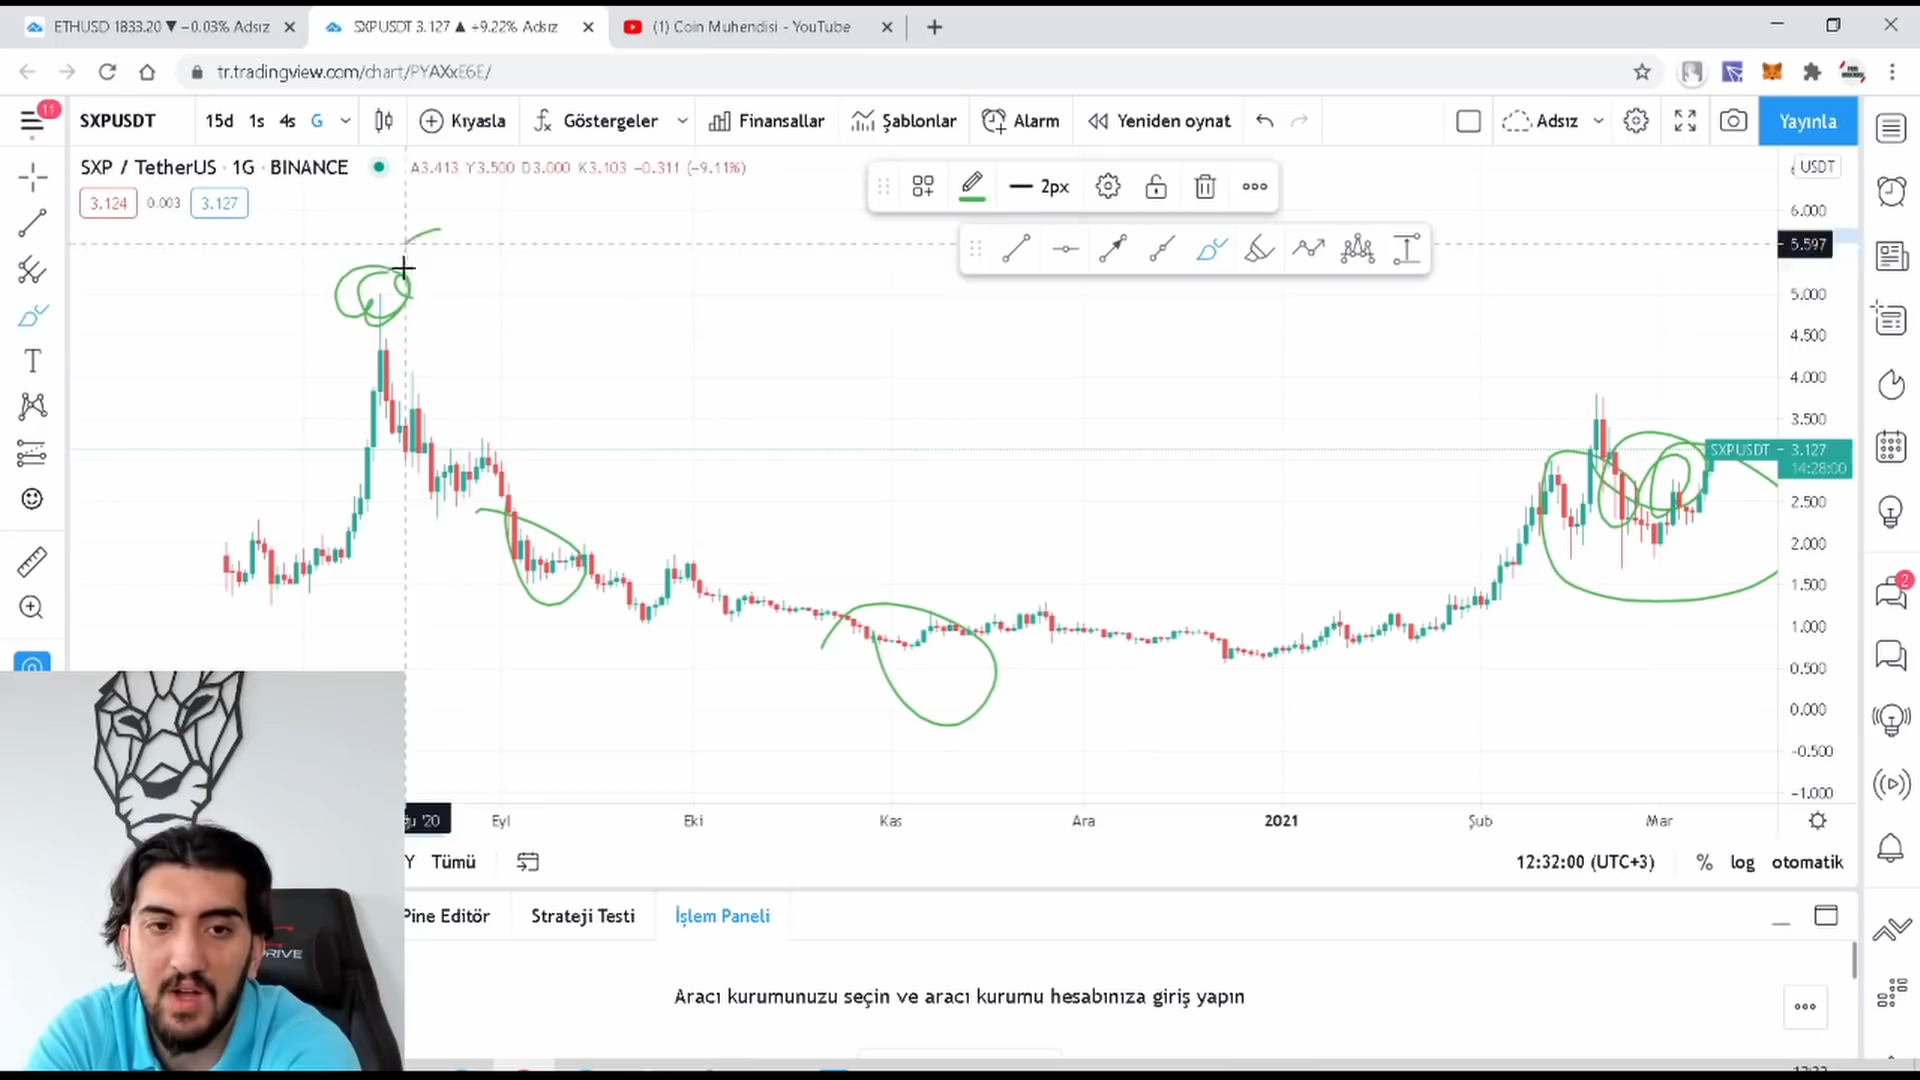 ETHUSD 1833.20 ▼ −0.03% Adsız
SXPUSDT 3.127 ▲ +9.22% Adsız
(1) Coin Muhendisi - YouTube
tr.tradingview.com/chart/PYAXxE6E/
11
SXPUSDT
15d 1s 4s G
Kıyasla
Göstergeler
Finansallar
Şablonlar
Alarm
Yeniden oynat
Adsız
Yayınla
SXP / TetherUS · 1G · BINANCE
A3.413 Y3.500 D3.000 K3.103 −0.311 (−9.11%)
3.124 0.003 3.127
2px
USDT
6.000
5.597
5.000
4.500
4.000
3.500
SXPUSDT 3.127
14:28:00
2.500
2.000
1.500
1.000
0.500
0.000
-0.500
-1.000
2
'20 Eyl Eki Kas Ara 2021 Şub Mar
Y Tümü
12:32:00 (UTC+3) % log otomatik
Pine Editör Strateji Testi İşlem Paneli
Aracı kurumunuzu seçin ve aracı kurumu hesabınıza giriş yapın
DRIVE